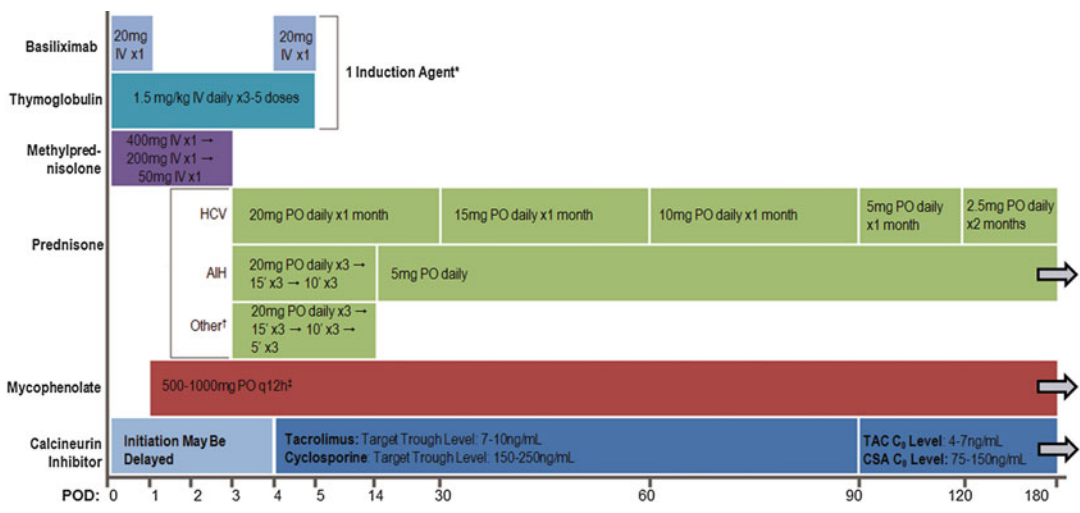 Basiliximab
20mg
IV x1
20mg
IV x1
1 Induction Agent*
Thymoglobulin
1.5 mg/kg IV daily x3-5 doses
Methylpred-
nisolone
400mg IV x1 →
200mg IV x1 →
50mg IV x1
Prednisone
HCV
20mg PO daily x1 month
15mg PO daily x1 month
10mg PO daily x1 month
5mg PO daily
x1 month
2.5mg PO daily
x2 months
AIH
20mg PO daily x3 →
15' x3 → 10' x3
5mg PO daily
Other†
20mg PO daily x3 →
15' x3 → 10' x3 →
5' x3
Mycophenolate
500-1000mg PO q12h‡
Calcineurin
Inhibitor
Initiation May Be
Delayed
Tacrolimus: Target Trough Level: 7-10ng/mL
Cyclosporine: Target Trough Level: 150-250ng/mL
TAC C₀ Level: 4-7ng/mL
CSA C₀ Level: 75-150ng/mL
POD: 0 1 2 3 4 5 14 30 60 90 120 180